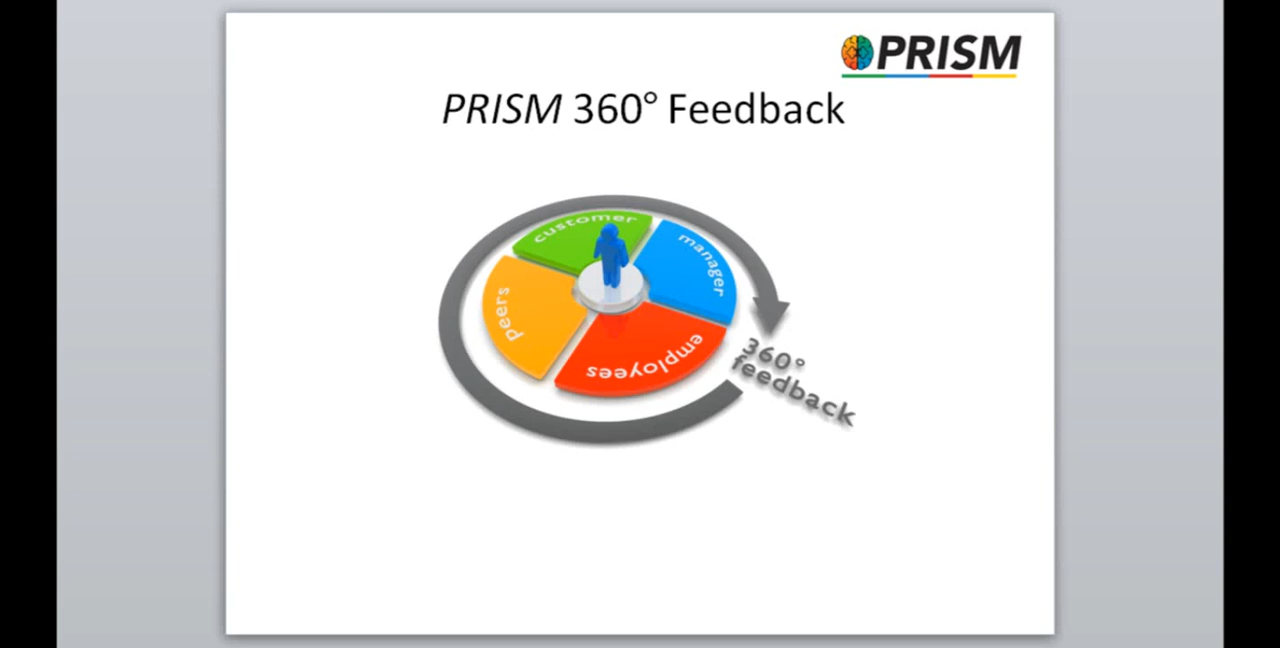 PRISM
PRISM 360° Feedback
customer
manager
peers
employees
360°
feedback